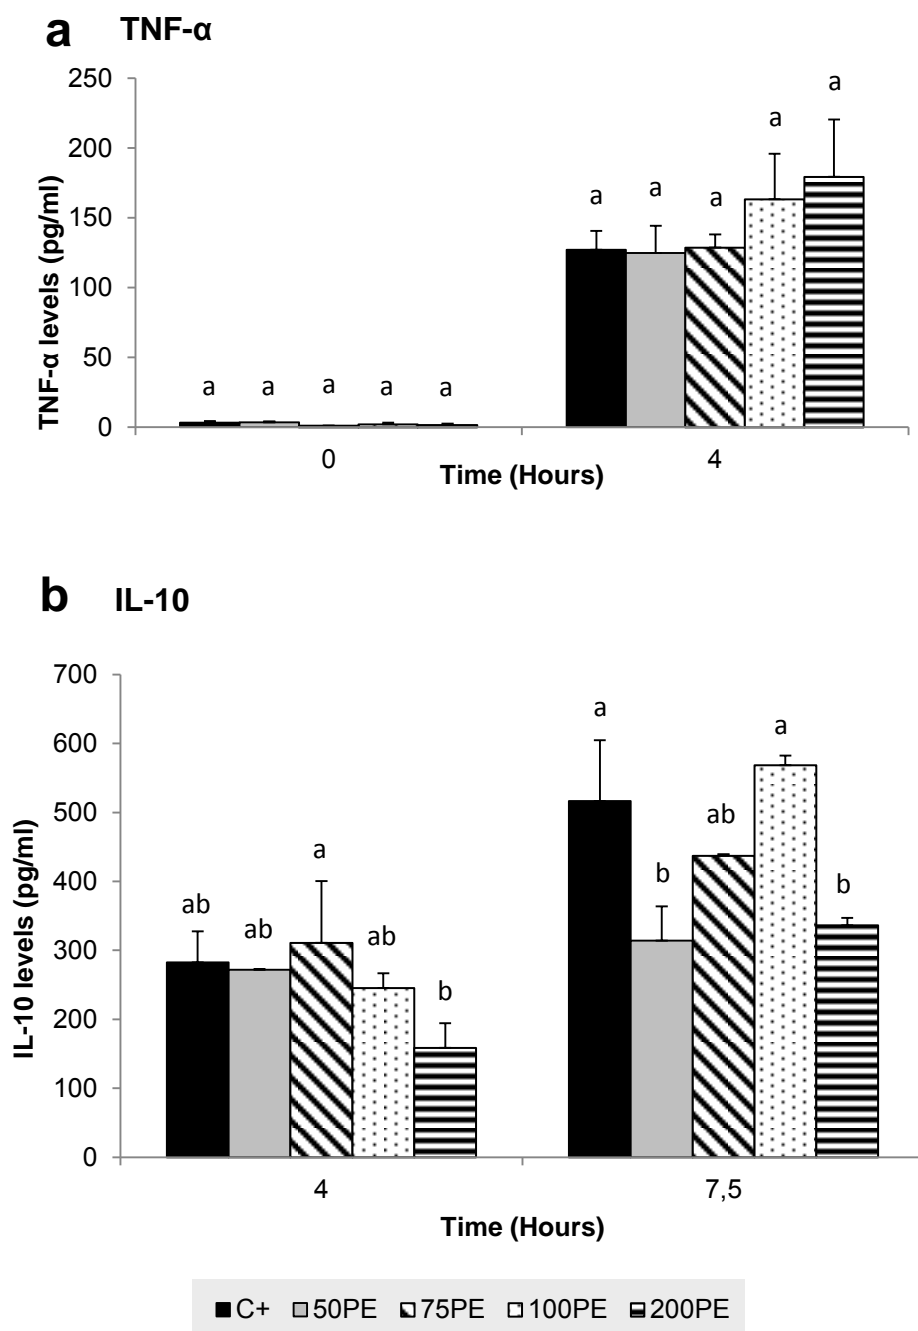 a TNF-α
250
200
150
100
50
0
TNF-α levels (pg/ml)
a a a a a
a a a a a
0 4
Time (Hours)
b IL-10
700
600
500
400
300
200
100
0
IL-10 levels (pg/ml)
ab ab a ab b
a b ab a b
4 7,5
Time (Hours)
C+ 50PE 75PE 100PE 200PE